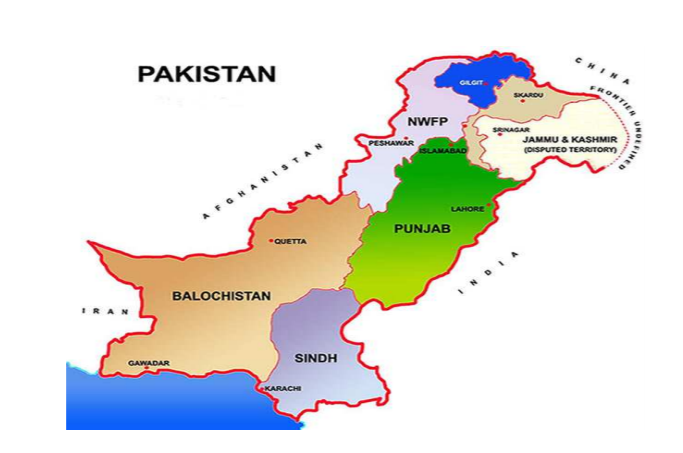 PAKISTAN
CHINA
FRONTIER UNDEFINED
GILGIT
SKARDU
NWFP
SRINAGAR
JAMMU & KASHMIR
(DISPUTED TERRITORY)
PESHAWAR
ISLAMABAD
AFGHANISTAN
LAHORE
PUNJAB
QUETTA
INDIA
BALOCHISTAN
IRAN
SINDH
GAWADAR
KARACHI